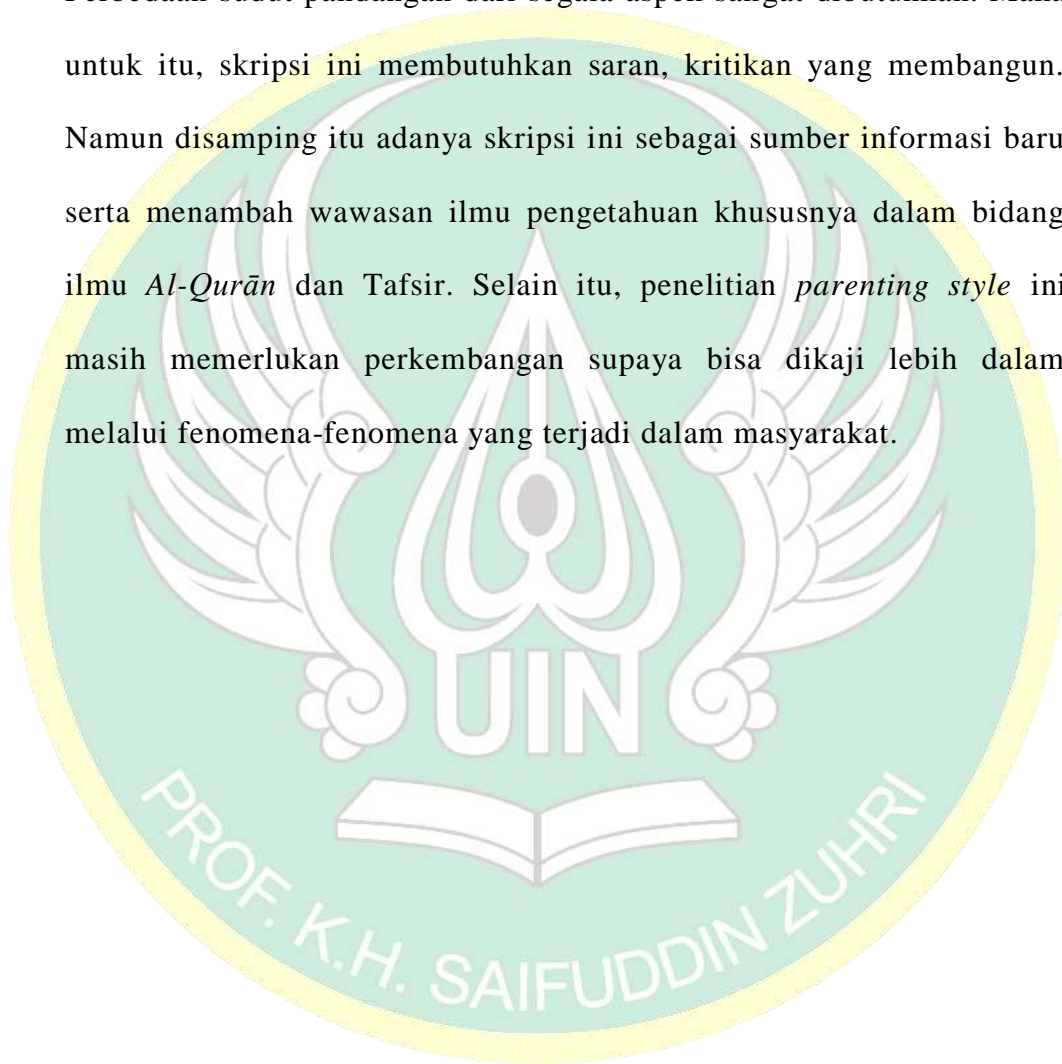 untuk itu, skripsi ini membutuhkan saran, kritikan yang membangun.
Namun disamping itu adanya skripsi ini sebagai sumber informasi baru
serta menambah wawasan ilmu pengetahuan khususnya dalam bidang
ilmu Al-Qurān dan Tafsir. Selain itu, penelitian parenting style ini
masih memerlukan perkembangan supaya bisa dikaji lebih dalam
melalui fenomena-fenomena yang terjadi dalam masyarakat.
UIN
PROF. K.H. SAIFUDDIN ZUHRI